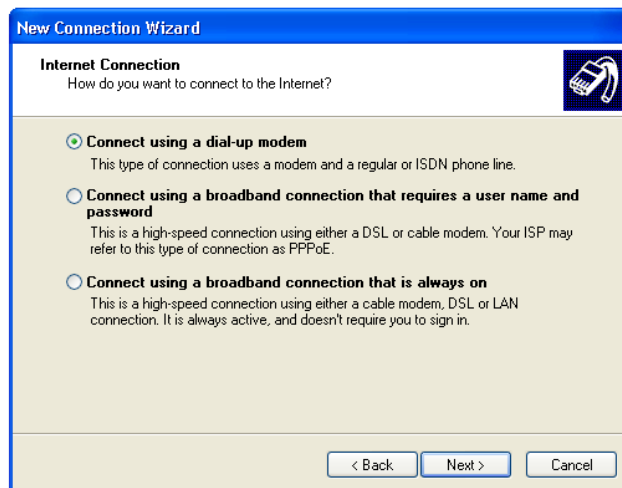 New Connection Wizard
Internet Connection
How do you want to connect to the Internet?
Connect using a dial-up modem
This type of connection uses a modem and a regular or ISDN phone line.
Connect using a broadband connection that requires a user name and
password
This is a high-speed connection using either a DSL or cable modem. Your ISP may
refer to this type of connection as PPPoE.
Connect using a broadband connection that is always on
This is a high-speed connection using either a cable modem, DSL or LAN
connection. It is always active, and doesn't require you to sign in.
< Back Next > Cancel